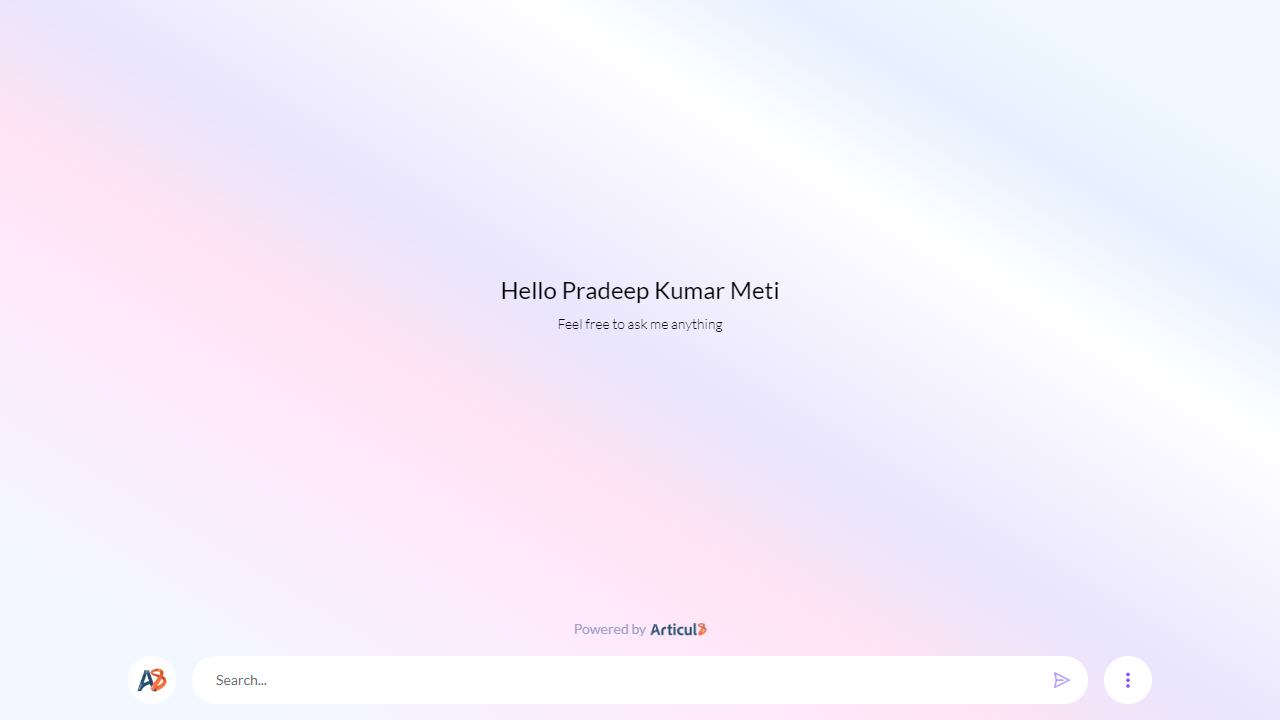 Hello Pradeep Kumar Meti
Feel free to ask me anything
Powered by Articul8
A8 Search...